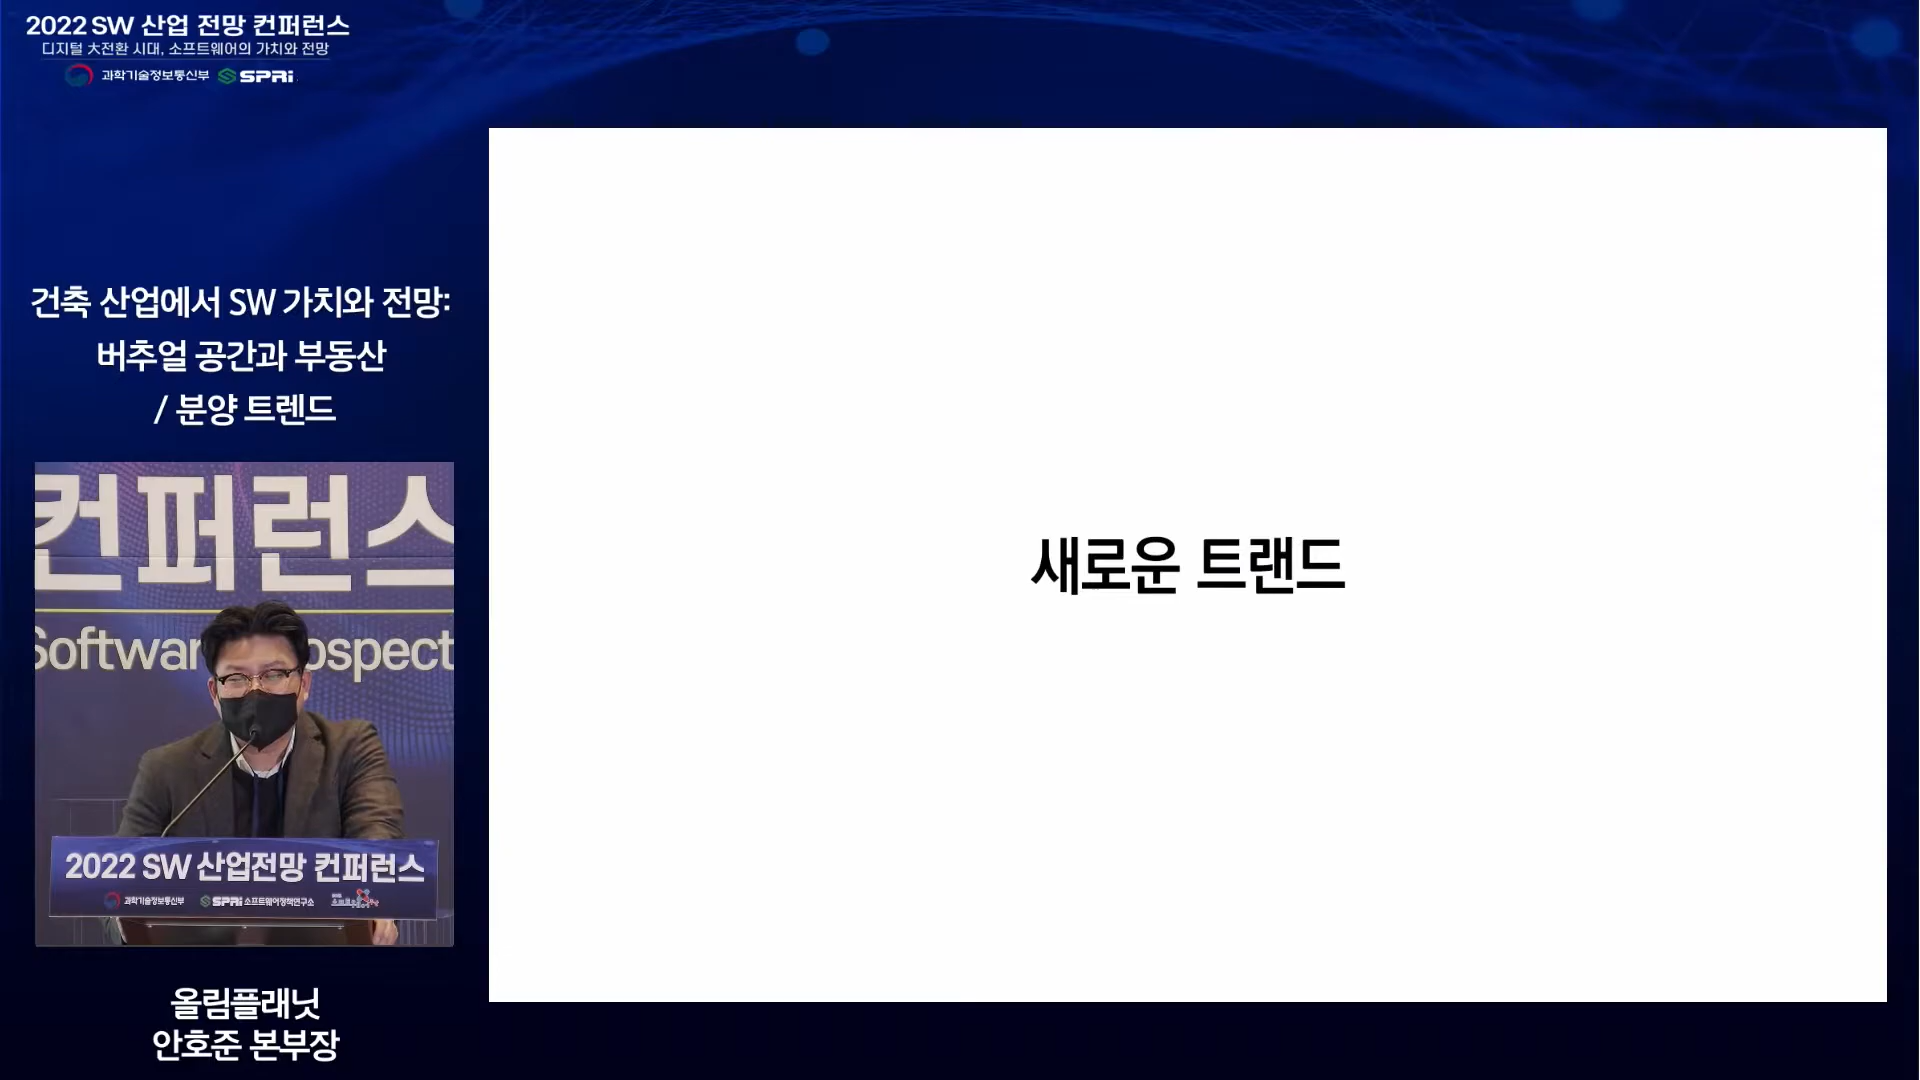 2022 SW 산업 전망 컨퍼런스
디지털 大전환 시대, 소프트웨어의 가치와 전망
과학기술정보통신부 SPRi
건축 산업에서 SW 가치와 전망:
버추얼 공간과 부동산
/ 분양 트렌드
새로운 트랜드
컨퍼런스
2022 SW 산업전망 컨퍼런스
과학기술정보통신부 SPRi 소프트웨어정책연구소
올림플래닛
안호준 본부장